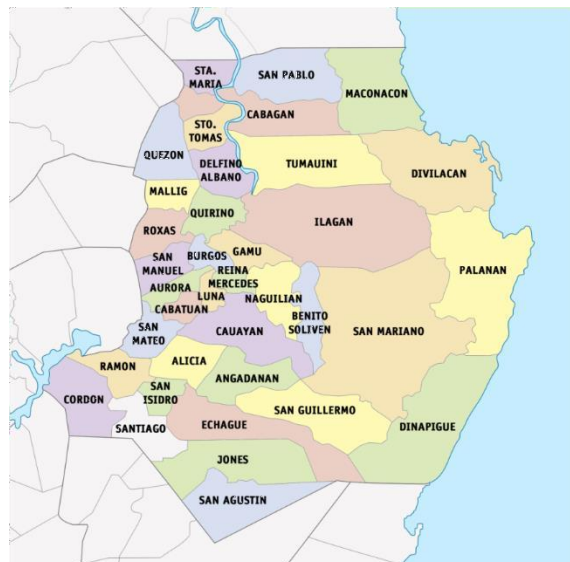 STA.
MARIA
SAN PABLO
MACONACON
CABAGAN
STO.
TOMAS
QUEZON
DELFINO
ALBANO
TUMAUINI
DIVILACAN
MALLIG
QUIRINO
ILAGAN
ROXAS
GAMU
BURGOS
SAN
MANUEL
REINA
MERCEDES
PALANAN
AURORA
LUNA
NAGUILIAN
CABATUAN
BENITO
SOLIVEN
SAN
MATEO
CAUAYAN
SAN MARIANO
ALICIA
RAMON
ANGADANAN
SAN
ISIDRO
CORDON
SAN GUILLERMO
SANTIAGO
ECHAGUE
DINAPIGUE
JONES
SAN AGUSTIN